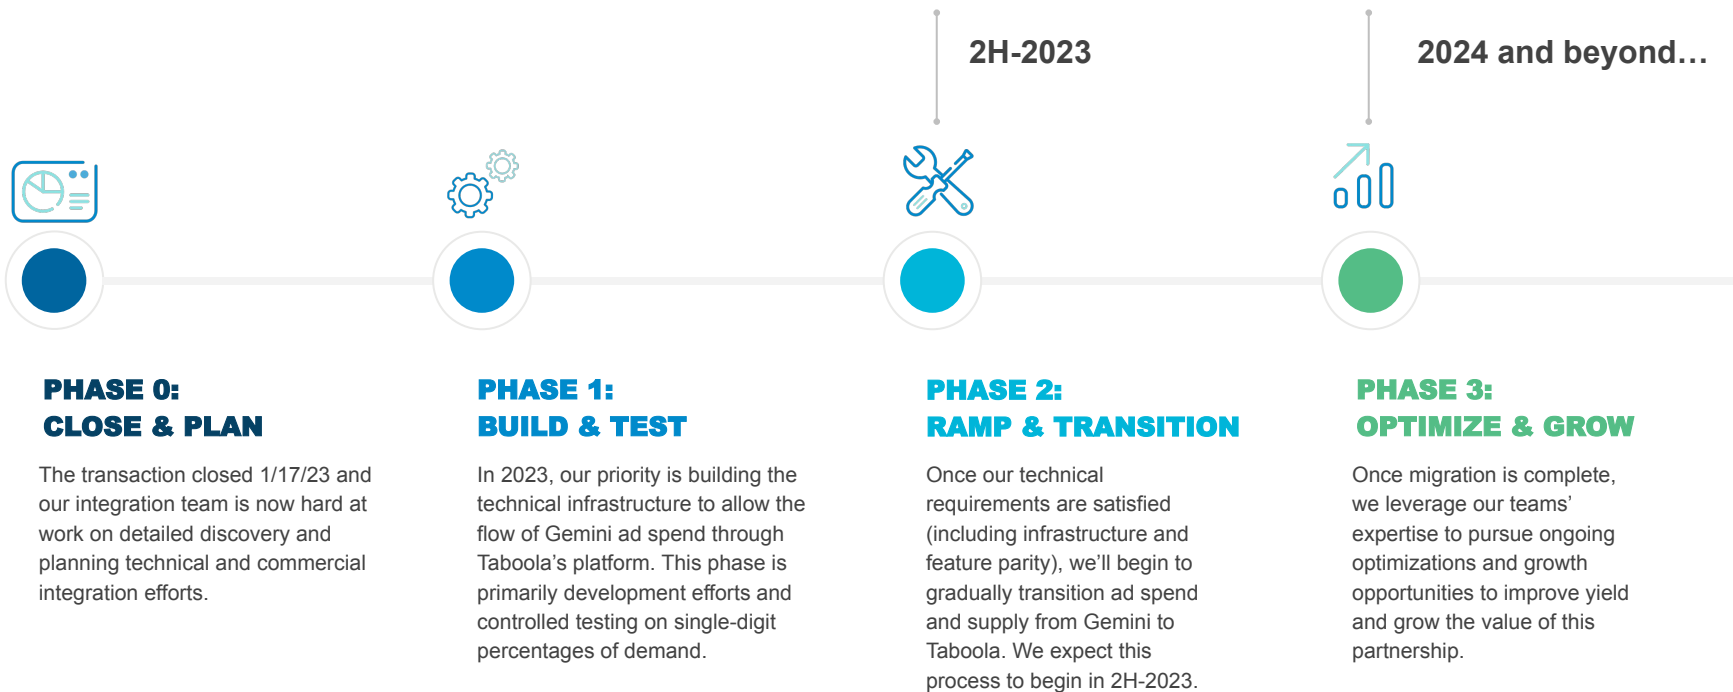 2H-2023
2024 and beyond…
PHASE 0:
CLOSE & PLAN
The transaction closed 1/17/23 and
our integration team is now hard at
work on detailed discovery and
planning technical and commercial
integration efforts.
PHASE 1:
BUILD & TEST
In 2023, our priority is building the
technical infrastructure to allow the
flow of Gemini ad spend through
Taboola’s platform. This phase is
primarily development efforts and
controlled testing on single-digit
percentages of demand.
PHASE 2:
RAMP & TRANSITION
Once our technical
requirements are satisfied
(including infrastructure and
feature parity), we’ll begin to
gradually transition ad spend
and supply from Gemini to
Taboola. We expect this
process to begin in 2H-2023.
PHASE 3:
OPTIMIZE & GROW
Once migration is complete,
we leverage our teams’
expertise to pursue ongoing
optimizations and growth
opportunities to improve yield
and grow the value of this
partnership.